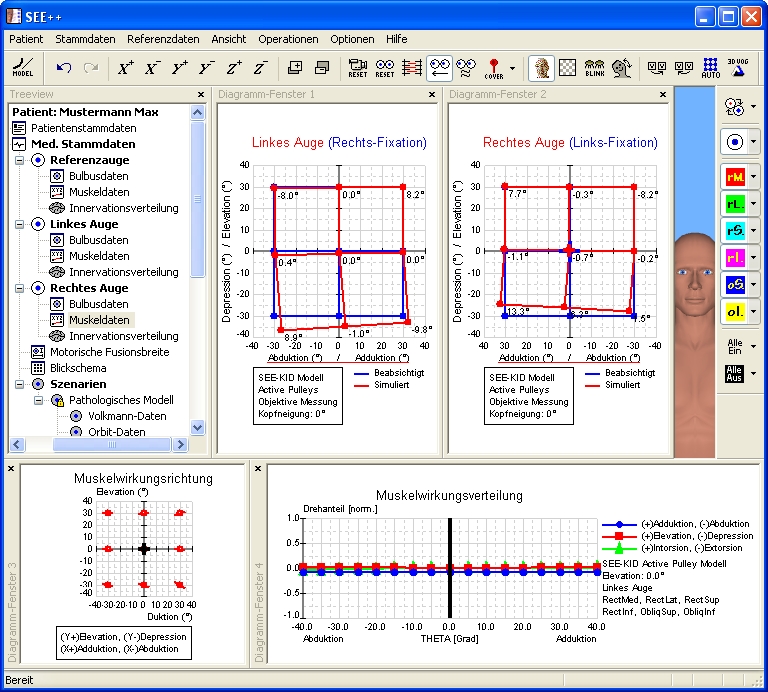 SEE++
Patient Stammdaten Referenzdaten Ansicht Operationen Optionen Hilfe
MODEL X+ X- Y+ Y- Z+ Z- RESET RESET COVER BLINK AUTO 3D VOG
Treeview
Patient: Mustermann Max
Patientenstammdaten
Med. Stammdaten
Referenzauge
Bulbusdaten
Muskeldaten
Innervationsverteilung
Linkes Auge
Bulbusdaten
Muskeldaten
Innervationsverteilung
Rechtes Auge
Bulbusdaten
Muskeldaten
Innervationsverteilung
Motorische Fusionsbreite
Blickschema
Szenarien
Pathologisches Modell
Volkmann-Daten
Orbit-Daten
Diagramm-Fenster 1
Linkes Auge (Rechts-Fixation)
Depression (°) / Elevation (°)
40
30
20
10
0
-10
-20
-30
-40
-8.0° 0.0° 8.2°
0.4° 0.0° 0.0°
8.9° -1.0° -9.8°
40 30 20 10 0 -10 -20 -30 -40
Abduktion (°) / Adduktion (°)
SEE-KID Modell
Active Pulleys
Objektive Messung
Kopfneigung: 0°
Beabsichtigt
Simuliert
Diagramm-Fenster 2
Rechtes Auge (Links-Fixation)
Depression (°) / Elevation (°)
40
30
20
10
0
-10
-20
-30
-40
7.7° -0.3° -8.2°
-1.1° -0.7° -0.2°
-13.3°
-40 -30 -20 -10 0 10 20 30 40
Adduktion (°) / Abduktion (°)
SEE-KID Modell
Active Pulleys
Objektive Messung
Kopfneigung: 0°
Beabsichtigt
Simuliert
rM.
rL.
rS.
rI.
oS.
oI.
Alle
Ein
Alle
Aus
Diagramm-Fenster 3
Muskelwirkungsrichtung
Elevation (°)
40
30
20
10
0
-10
-20
-30
-40
-40 -30 -20 -10 0 10 20 30 40
Duktion (°)
(Y+)Elevation, (Y-)Depression
(X+)Adduktion, (X-)Abduktion
Diagramm-Fenster 4
Muskelwirkungsverteilung
Drehanteil [norm.]
1.0
0.5
0.0
-0.5
-1.0
-40.0 -30.0 -20.0 -10.0 0.0 10.0 20.0 30.0 40.0
Abduktion THETA [Grad] Adduktion
(+)Adduktion, (-)Abduktion
(+)Elevation, (-)Depression
(+)Intorsion, (-)Extorsion
SEE-KID Active Pulley Modell
Elevation: 0.0°
Linkes Auge
RectMed, RectLat, RectSup
RectInf, ObliqSup, ObliqInf
Bereit